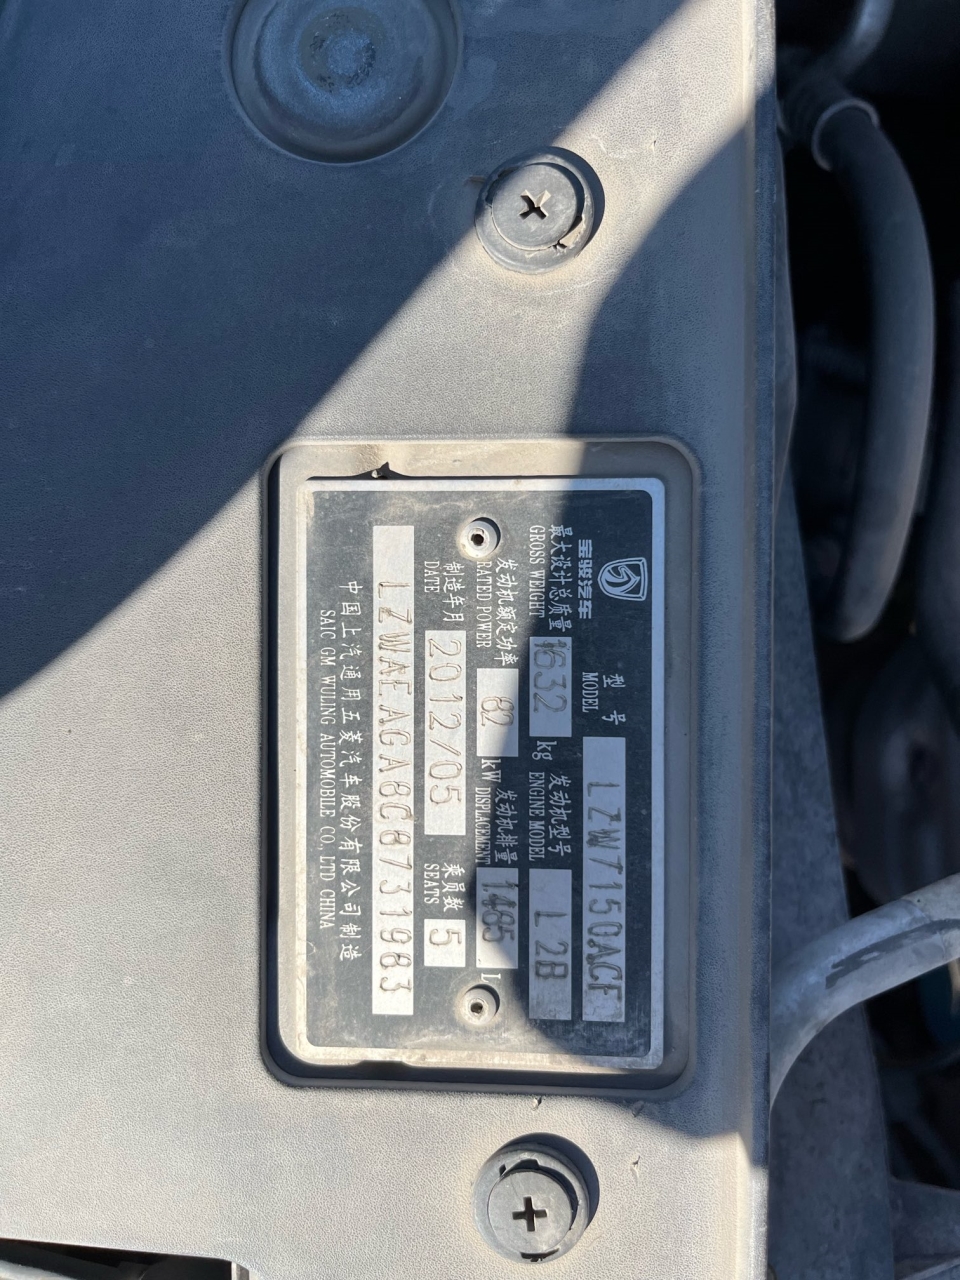 宝骏汽车
型 号 LZW7150ACF
MODEL
最大设计总质量 1632 kg 发动机型号 L2B
GROSS WEIGHT ENGINE MODEL
发动机额定功率 82 kW 发动机排量 1.485 L
RATED POWER DISPLACEMENT
制造年月 2012/05 乘员数 5
DATE SEATS
LZWAEAGA8C8731983
中国上汽通用五菱汽车股份有限公司制造
SAIC GM WULING AUTOMOBILE CO., LTD CHINA